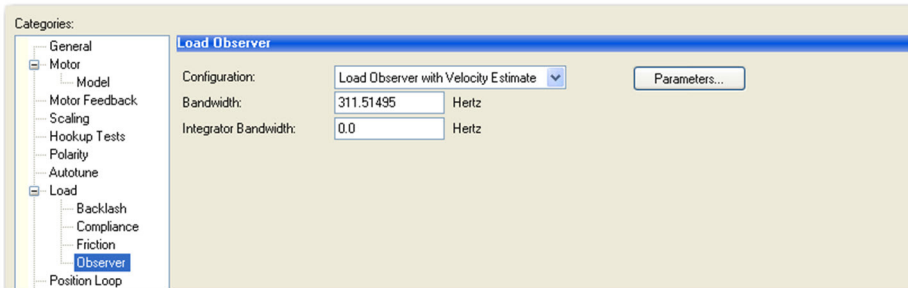 Categories:
General
Motor
Model
Motor Feedback
Scaling
Hookup Tests
Polarity
Autotune
Load
Backlash
Compliance
Friction
Observer
Position Loop
Load Observer
Configuration: Load Observer with Velocity Estimate Parameters...
Bandwidth: 311.51495 Hertz
Integrator Bandwidth: 0.0 Hertz